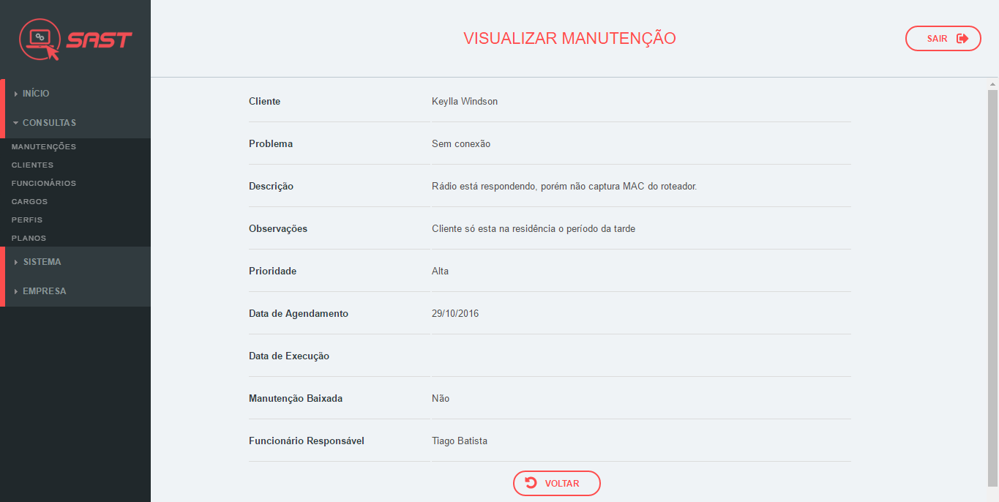 SAST
VISUALIZAR MANUTENÇÃO
SAIR
INÍCIO
CONSULTAS
MANUTENÇÕES
CLIENTES
FUNCIONÁRIOS
CARGOS
PERFIS
PLANOS
SISTEMA
EMPRESA
Cliente Keylla Windson
Problema Sem conexão
Descrição Rádio está respondendo, porém não captura MAC do roteador.
Observações Cliente só esta na residência o período da tarde
Prioridade Alta
Data de Agendamento 29/10/2016
Data de Execução
Manutenção Baixada Não
Funcionário Responsável Tiago Batista
VOLTAR